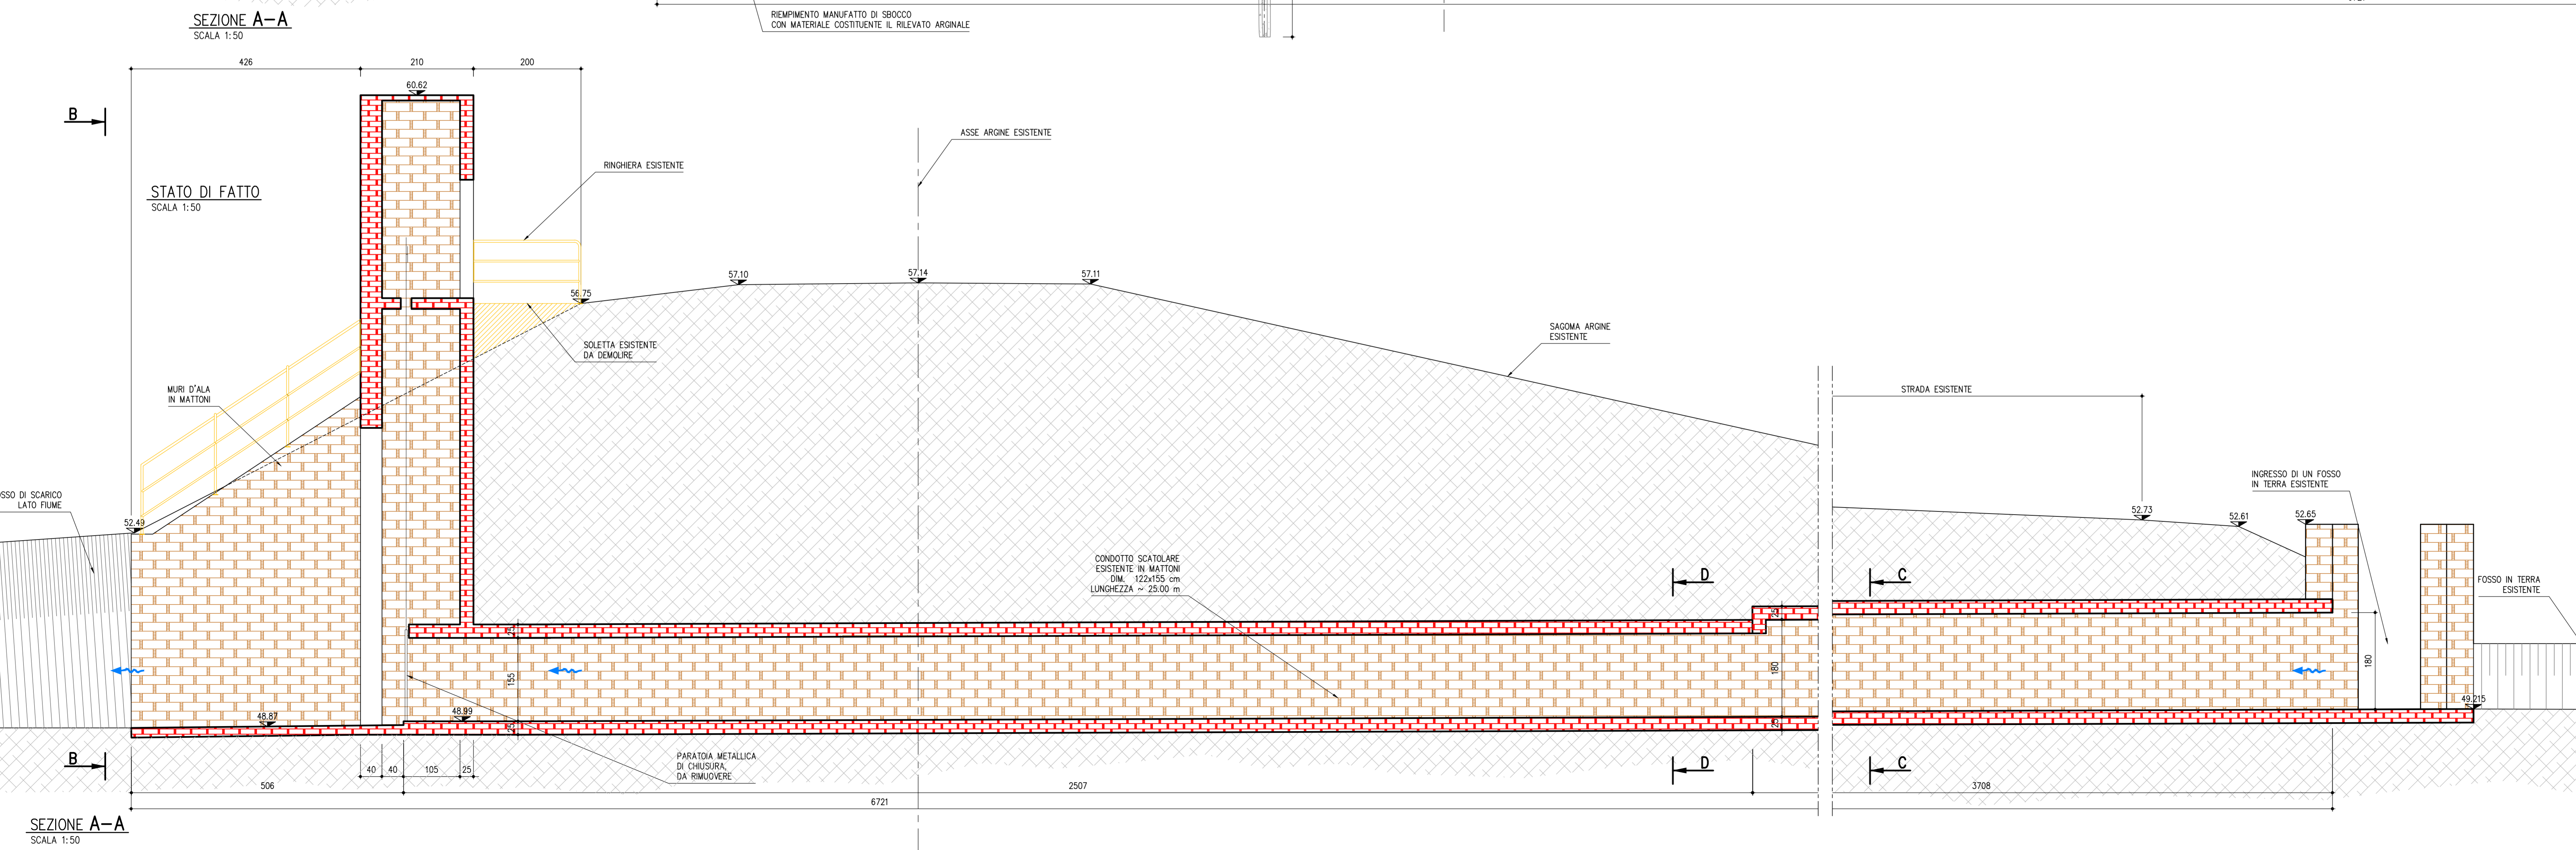 SEZIONE A-A
SCALA 1:50
RIEMPIMENTO MANUFATTO DI SBOCCO
CON MATERIALE COSTITUENTE IL RILEVATO ARGINALE
426
210
200
60.62
B
ASSE ARGINE ESISTENTE
RINGHIERA ESISTENTE
STATO DI FATTO
SCALA 1:50
56.75
57.10
57.14
57.11
SOLETTA ESISTENTE
DA DEMOLIRE
SAGOMA ARGINE
ESISTENTE
MURI D'ALA
IN MATTONI
STRADA ESISTENTE
OSSO DI SCARICO
LATO FIUME
52.49
INGRESSO DI UN FOSSO
IN TERRA ESISTENTE
52.73
52.61
52.65
CONDOTTO SCATOLARE
ESISTENTE IN MATTONI
DIM. 122x155 cm
LUNGHEZZA ~ 25.00 m
D
C
FOSSO IN TERRA
ESISTENTE
25
25
155
180
180
48.87
48.99
49.215
25
25
PARATOIA METALLICA
DI CHIUSURA,
DA RIMUOVERE
B
D
C
40
40
105
25
506
2507
3708
6721
SEZIONE A-A
SCALA 1:50